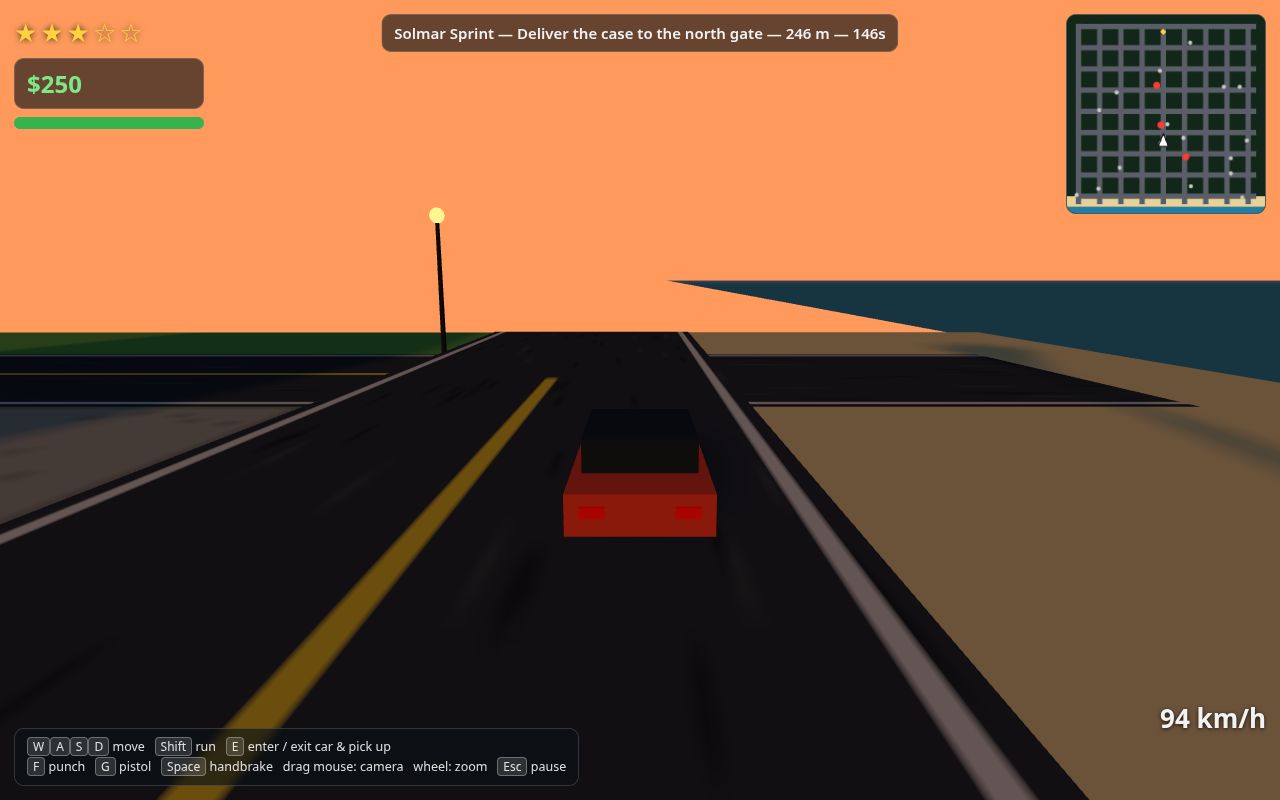 ★★★☆☆
Solmar Sprint — Deliver the case to the north gate — 246 m — 146s
$250
94 km/h
W A S D move Shift run E enter / exit car & pick up
F punch G pistol Space handbrake drag mouse: camera wheel: zoom Esc pause